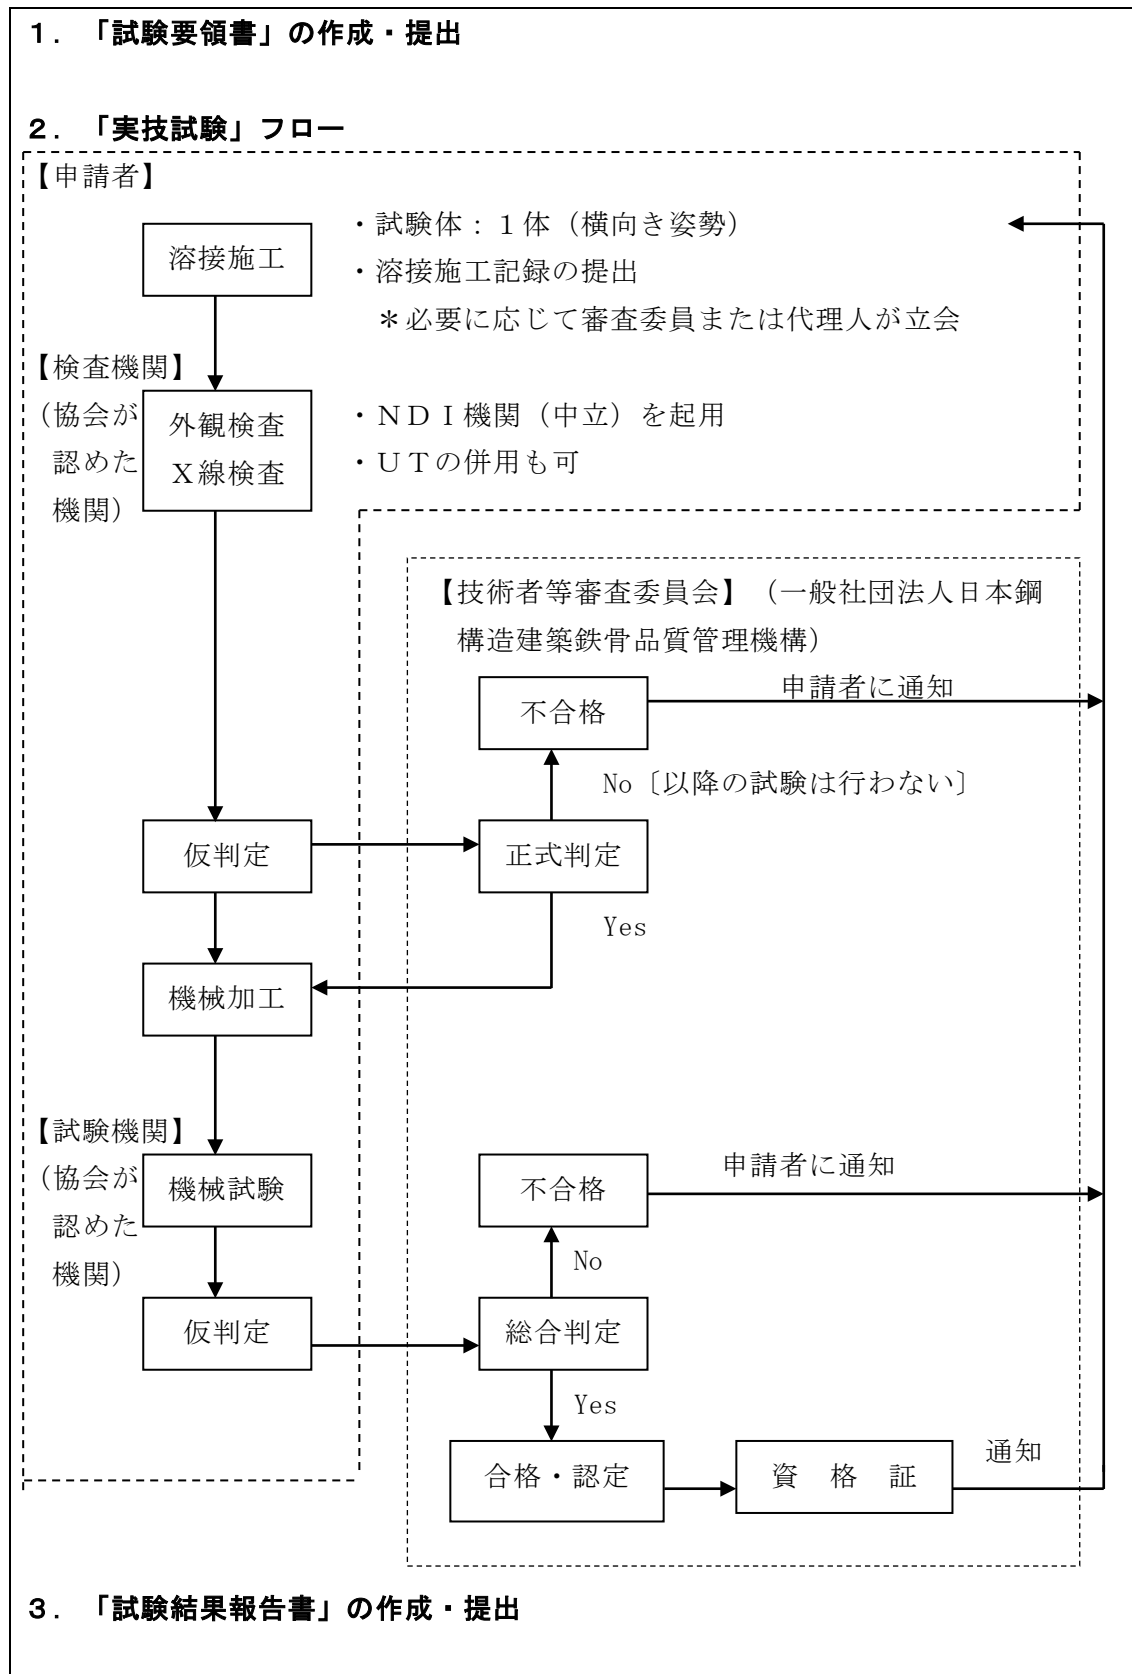 １．「試験要領書」の作成・提出
２．「実技試験」フロー
【申請者】
溶接施工
・試験体：１体（横向き姿勢）
・溶接施工記録の提出
＊必要に応じて審査委員または代理人が立会
【検査機関】
（協会が
認めた
機関）
外観検査
Ｘ線検査
・ＮＤＩ機関（中立）を起用
・ＵＴの併用も可
【技術者等審査委員会】（一般社団法人日本鋼
構造建築鉄骨品質管理機構）
不合格
申請者に通知
No〔以降の試験は行わない〕
仮判定
正式判定
Yes
機械加工
【試験機関】
（協会が
認めた
機関）
機械試験
不合格
申請者に通知
No
仮判定
総合判定
Yes
合格・認定
資　格　証
通知
３．「試験結果報告書」の作成・提出